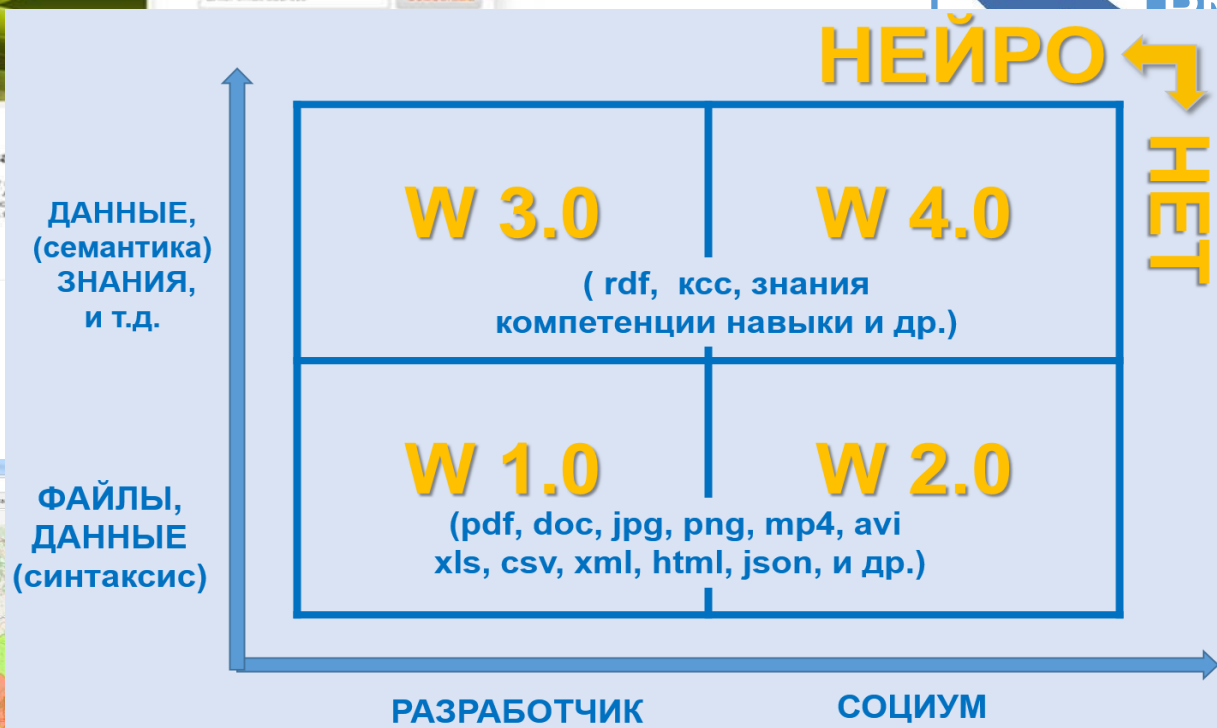 НЕЙРО
НЕТ
ДАННЫЕ,
(семантика)
ЗНАНИЯ,
и т.д.
W 3.0
W 4.0
( rdf, ксс, знания
компетенции навыки и др.)
ФАЙЛЫ,
ДАННЫЕ
(синтаксис)
W 1.0
W 2.0
(pdf, doc, jpg, png, mp4, avi
xls, csv, xml, html, json, и др.)
РАЗРАБОТЧИК
СОЦИУМ